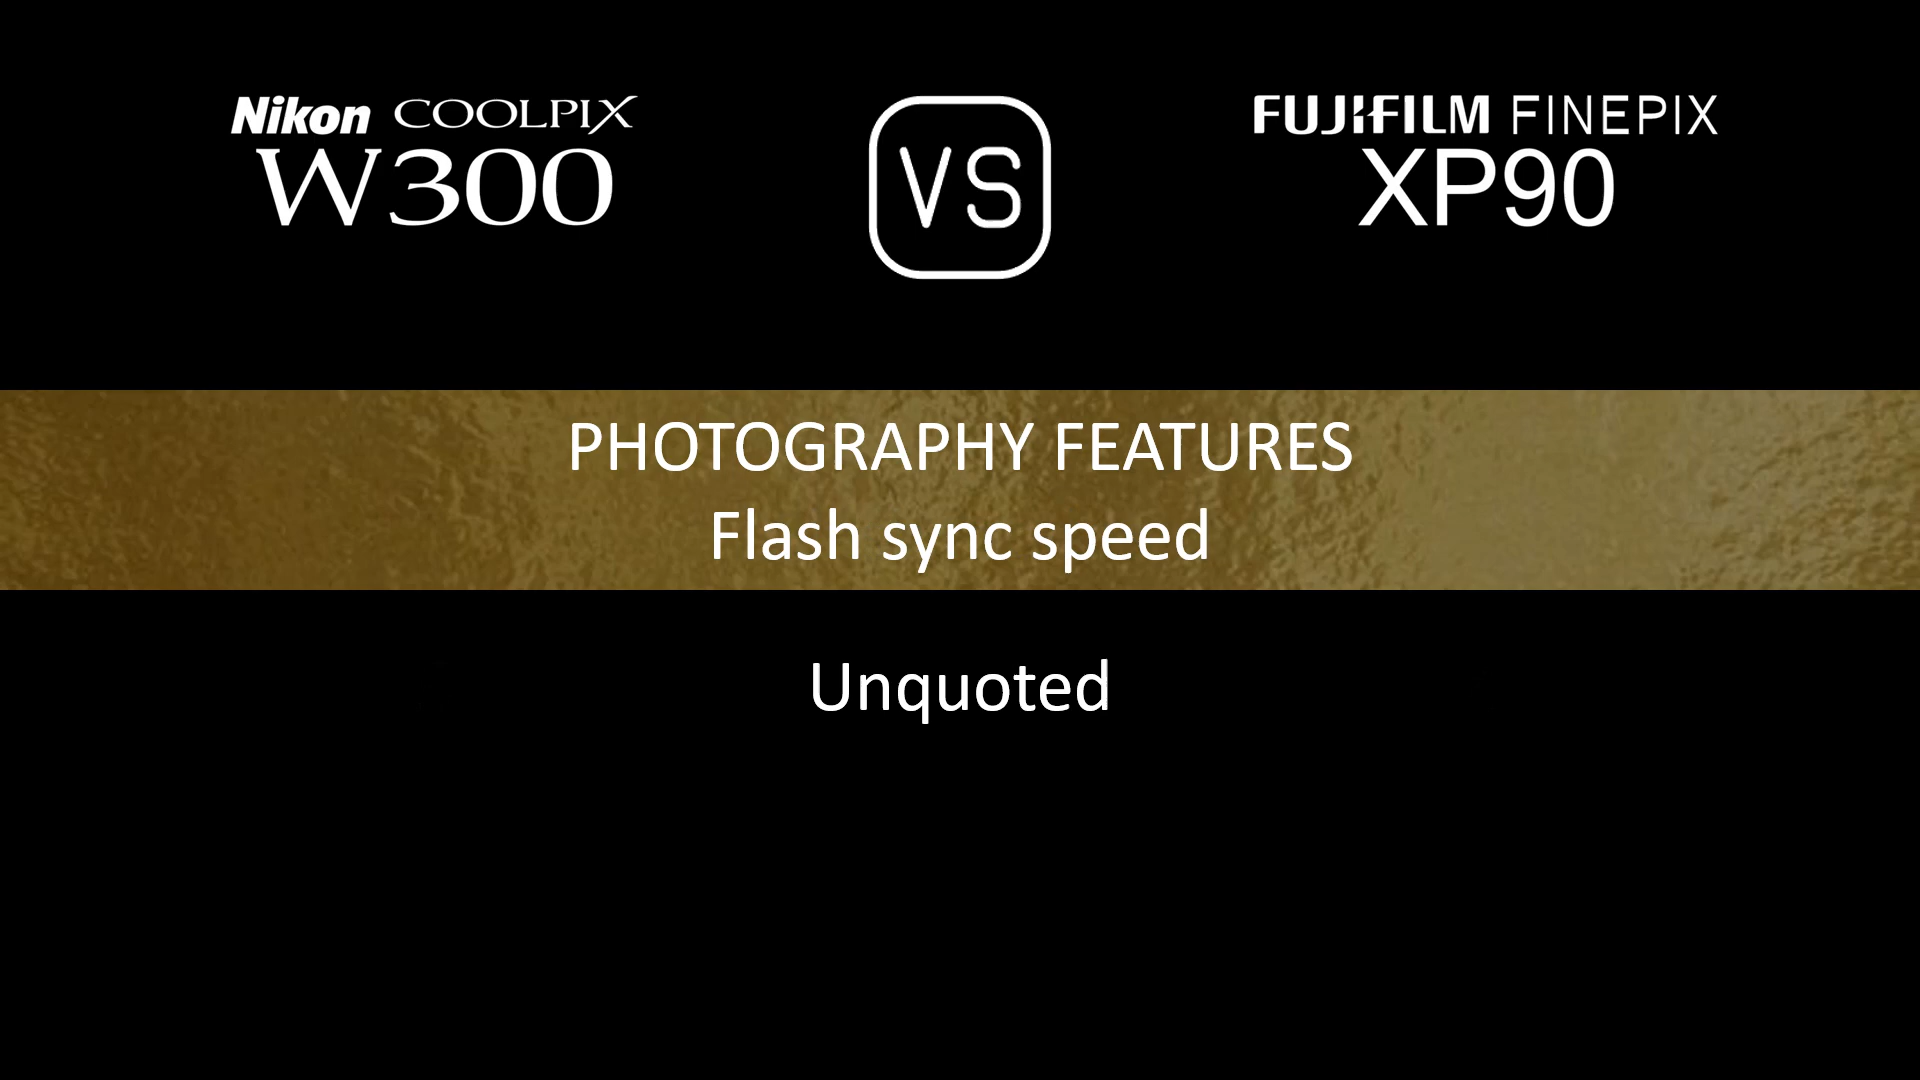 Nikon COOLPIX
W300
VS
FUJIFILM FINEPIX
XP90
PHOTOGRAPHY FEATURES
Flash sync speed
Unquoted